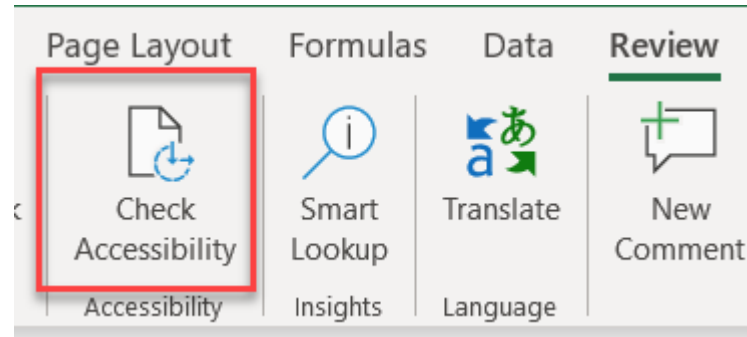 Page Layout Formulas Data Review
Check Accessibility
Smart Lookup
Translate
New Comment
Accessibility Insights Language